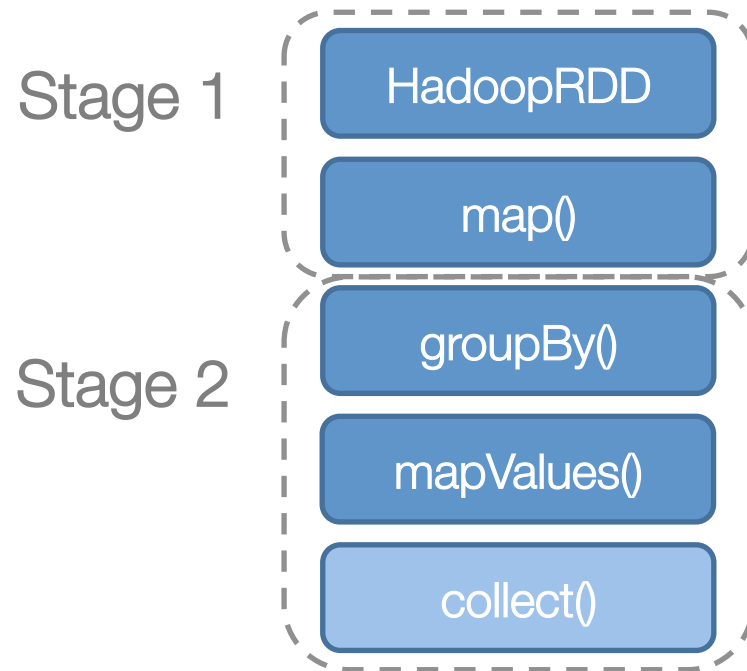 Stage 1
HadoopRDD
map()
Stage 2
groupBy()
mapValues()
collect()